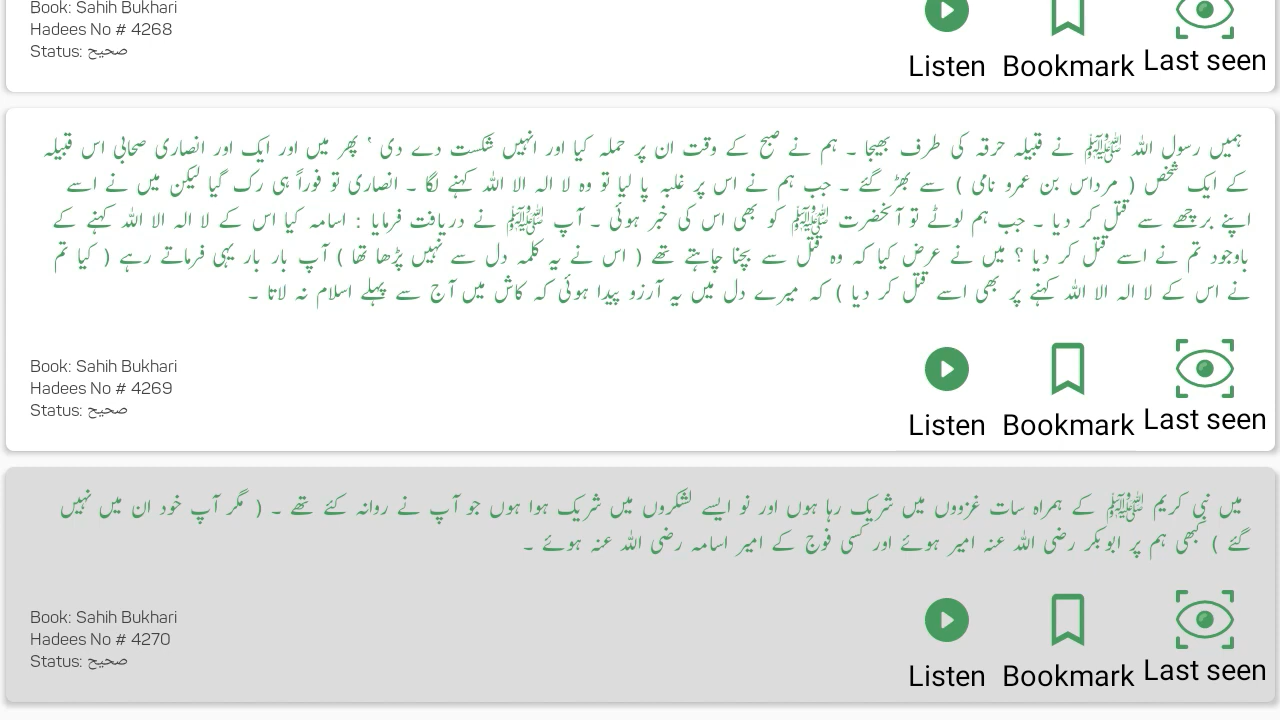 Book: Sahih Bukhari
Hadees No # 4268
Status: صحیح
Listen Bookmark Last seen
ہمیں رسول اللہ ﷺ نے قبیلہ حرقہ کی طرف بھیجا ۔ ہم نے صبح کے وقت ان پر حملہ کیا اور انہیں شکست دے دی ‘ پھر میں اور ایک اور انصاری صحابی اس قبیلہ
کے ایک شخص ( مرداس بن عمرو نامی ) سے بھڑ گئے ۔ جب ہم نے اس پر غلبہ پا لیا تو وہ لا الہ الا اللہ کہنے لگا ۔ انصاری تو فوراً ہی رک گیا لیکن میں نے اسے
اپنے برچھے سے قتل کر دیا ۔ جب ہم لوٹے تو آنحضرت ﷺ کو بھی اس کی خبر ہوئی ۔ آپ ﷺ نے دریافت فرمایا : اسامہ کیا اس کے لا الہ الا اللہ کہنے کے
باوجود تم نے اسے قتل کر دیا ؟ میں نے عرض کیا کہ وہ قتل سے بچنا چاہتے تھے ( اس نے یہ کلمہ دل سے نہیں پڑھا تھا ) آپ بار بار یہی فرماتے رہے ( کیا تم
نے اس کے لا الہ الا اللہ کہنے پر بھی اسے قتل کر دیا ) کہ میرے دل میں یہ آرزو پیدا ہوئی کہ کاش میں آج سے پہلے اسلام نہ لاتا ۔
Book: Sahih Bukhari
Hadees No # 4269
Status: صحیح
Listen Bookmark Last seen
میں نبی کریم ﷺ کے ہمراہ سات غزووں میں شریک رہا ہوں اور نو ایسے لشکروں میں شریک ہوا ہوں جو آپ نے روانہ کئے تھے ۔ ( مگر آپ خود ان میں نہیں
گئے ) کبھی ہم پر ابوبکر رضی اللہ عنہ امیر ہوئے اور کسی فوج کے امیر اسامہ رضی اللہ عنہ ہوئے ۔
Book: Sahih Bukhari
Hadees No # 4270
Status: صحیح
Listen Bookmark Last seen